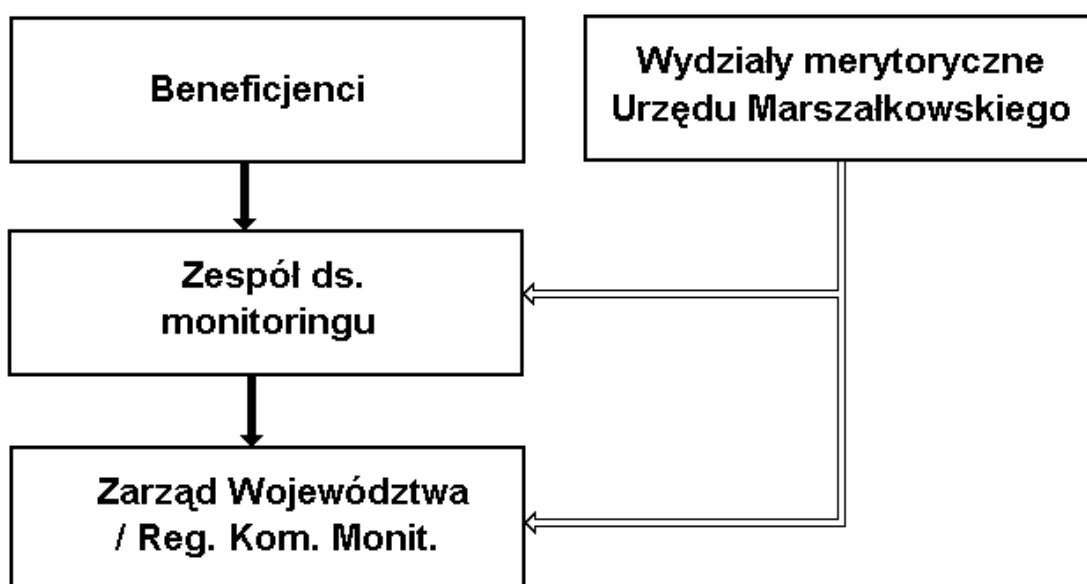 Beneficjenci
Wydziały merytoryczne
Urzędu Marszałkowskiego
Zespół ds.
monitoringu
Zarząd Województwa
/ Reg. Kom. Monit.